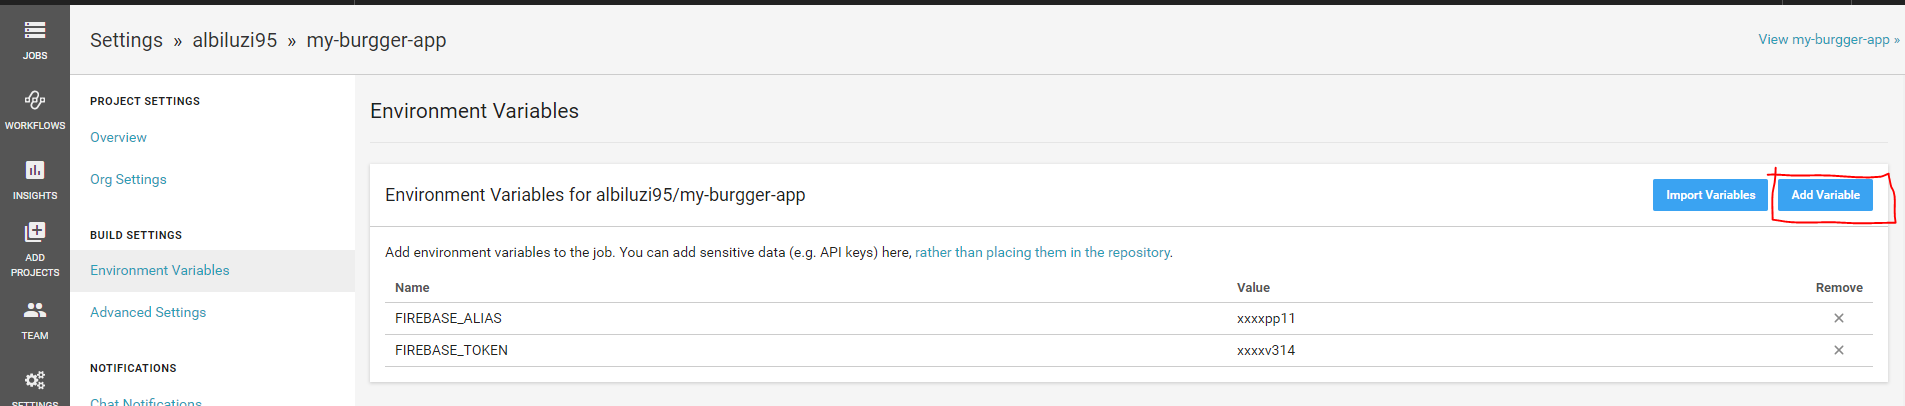 JOBS
WORKFLOWS
INSIGHTS
ADD
PROJECTS
TEAM
SETTINGS
Settings » albiluzi95 » my-burgger-app
View my-burgger-app »
PROJECT SETTINGS
Overview
Org Settings
BUILD SETTINGS
Environment Variables
Advanced Settings
NOTIFICATIONS
Chat Notifications
Environment Variables
Environment Variables for albiluzi95/my-burgger-app
Import Variables
Add Variable
Add environment variables to the job. You can add sensitive data (e.g. API keys) here, rather than placing them in the repository.
Name Value Remove
FIREBASE_ALIAS xxxxpp11 ×
FIREBASE_TOKEN xxxxv314 ×